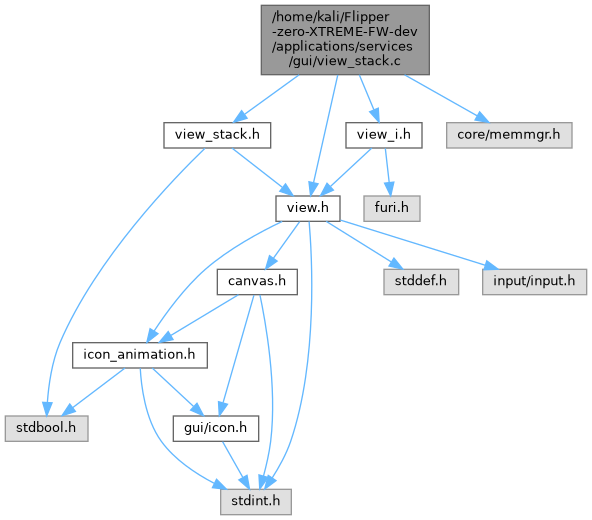 /home/kali/Flipper
-zero-XTREME-FW-dev
/applications/services
/gui/view_stack.c
view_stack.h
view_i.h
core/memmgr.h
view.h
furi.h
canvas.h
stddef.h
input/input.h
icon_animation.h
stdbool.h
gui/icon.h
stdint.h